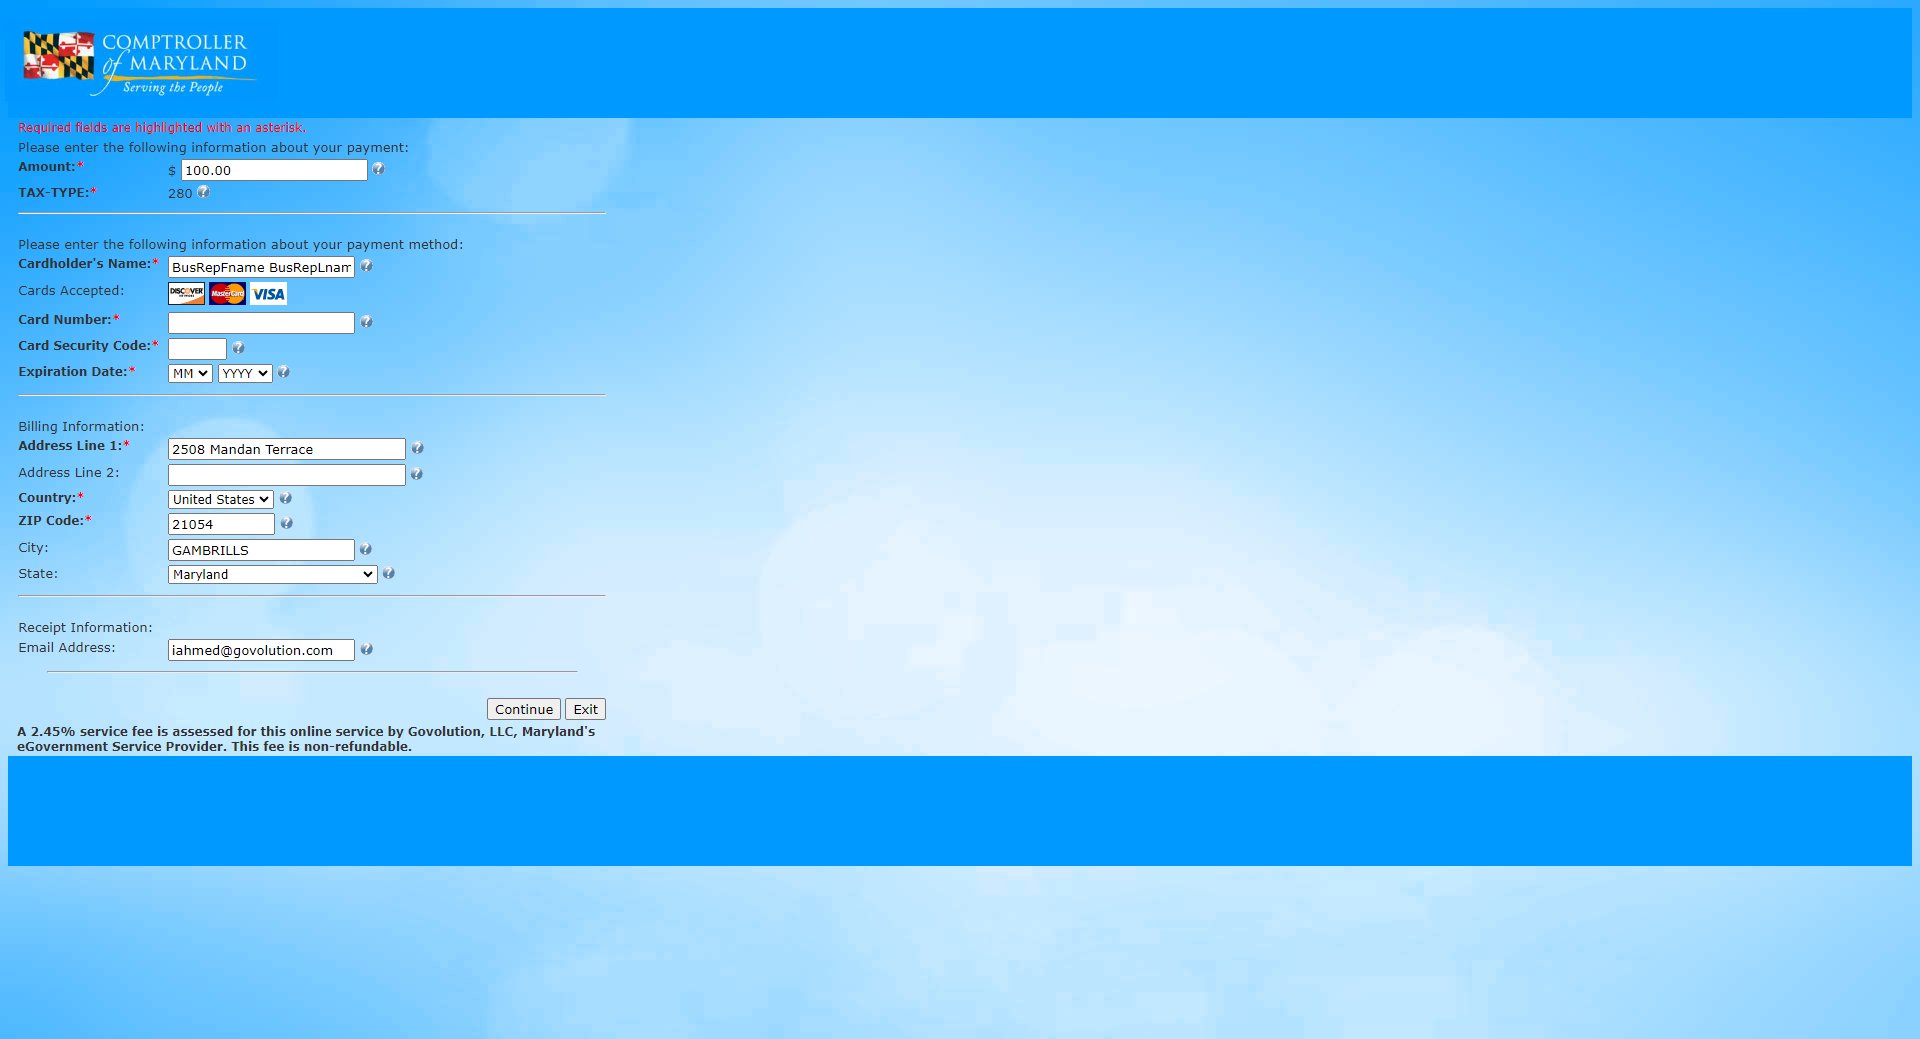 COMPTROLLER
of MARYLAND
Serving the People
Required fields are highlighted with an asterisk.
Please enter the following information about your payment:
Amount:* $ 100.00
TAX-TYPE:* 280
Please enter the following information about your payment method:
Cardholder's Name:* BusRepFname BusRepLnam
Cards Accepted: DISCOVER NETWORK MasterCard VISA
Card Number:*
Card Security Code:*
Expiration Date:* MM YYYY
Billing Information:
Address Line 1:* 2508 Mandan Terrace
Address Line 2:
Country:* United States
ZIP Code:* 21054
City: GAMBRILLS
State: Maryland
Receipt Information:
Email Address: iahmed@govolution.com
Continue Exit
A 2.45% service fee is assessed for this online service by Govolution, LLC, Maryland's
eGovernment Service Provider. This fee is non-refundable.